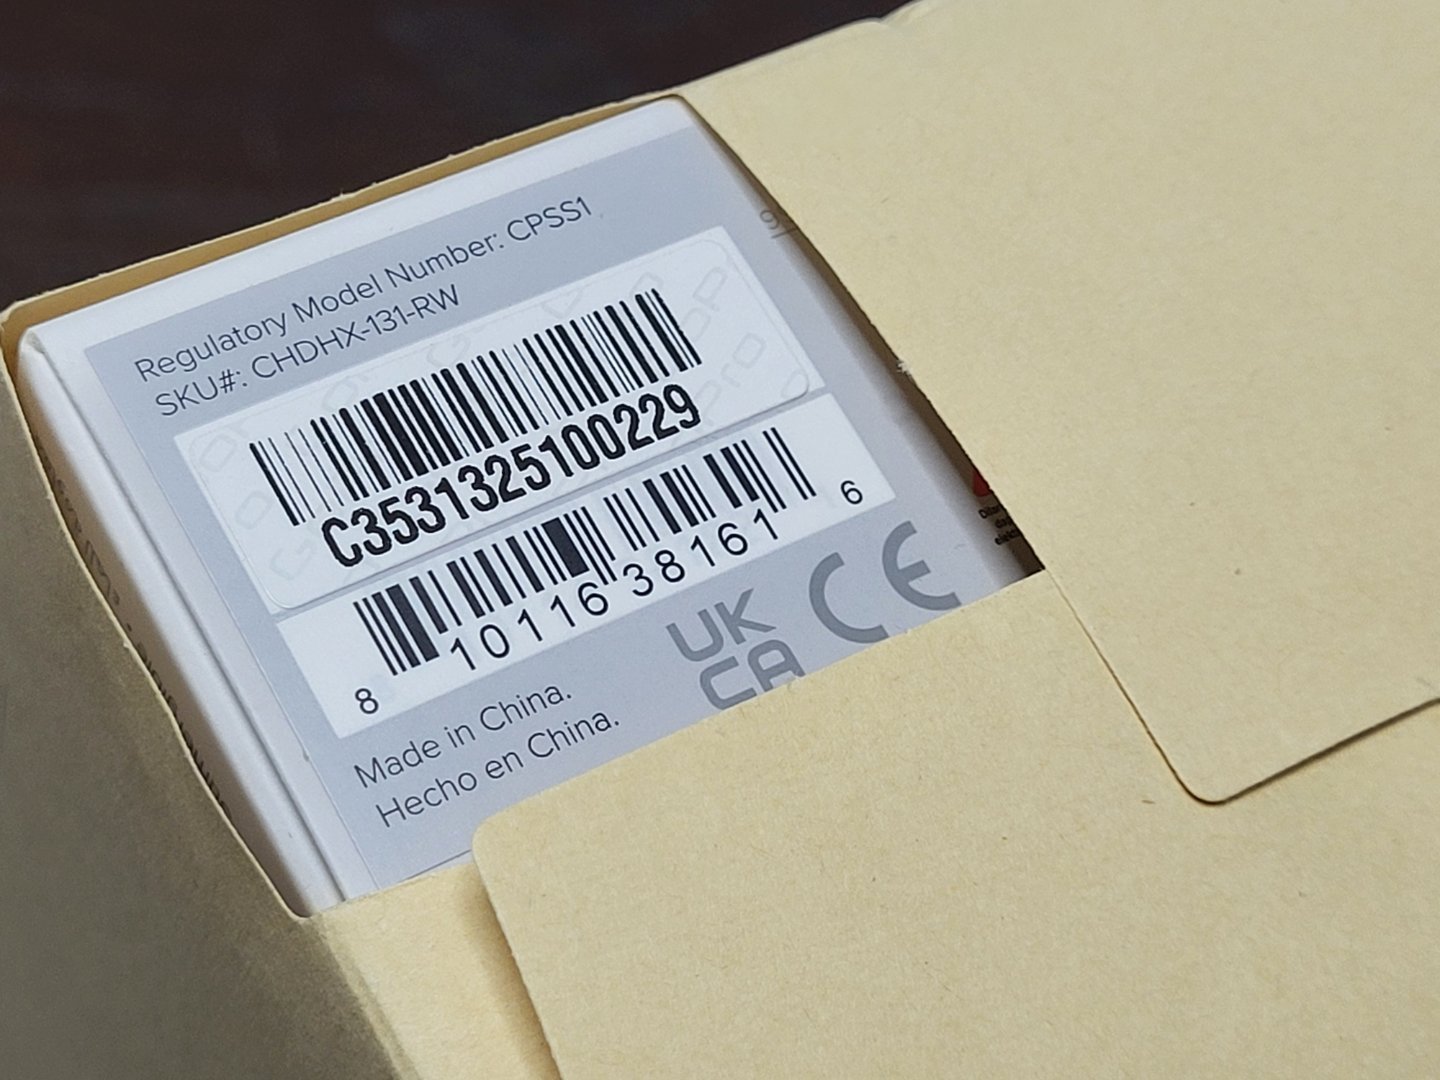 Regulatory Model Number: CPSS1
SKU#: CHDHX-131-RW
C3531325100229
8 10116 38161 6
UK
CA
CE
Made in China.
Hecho en China.